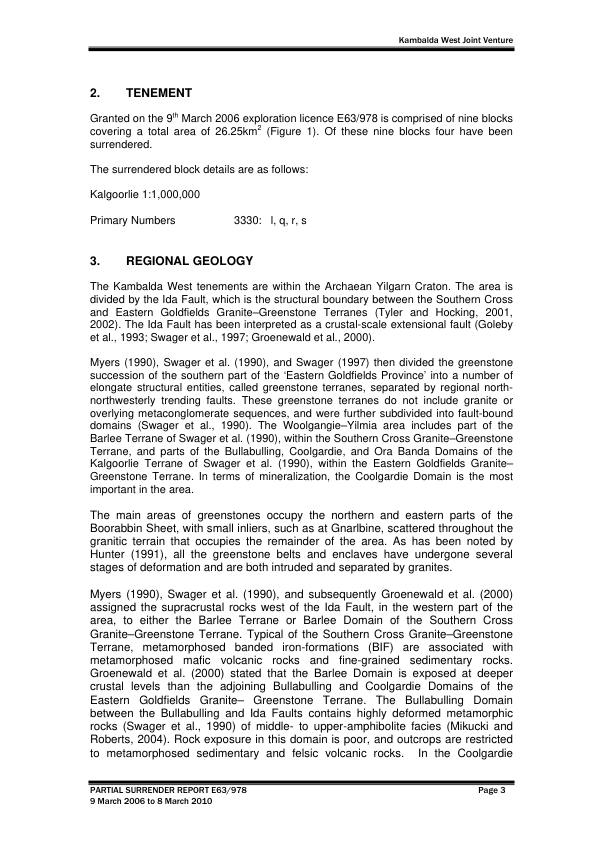 Kambalda West Joint Venture
2. TENEMENT
Granted on the 9th March 2006 exploration licence E63/978 is comprised of nine blocks
covering a total area of 26.25km2 (Figure 1). Of these nine blocks four have been
surrendered.
The surrendered block details are as follows:
Kalgoorlie 1:1,000,000
Primary Numbers 3330: l, q, r, s
3. REGIONAL GEOLOGY
The Kambalda West tenements are within the Archaean Yilgarn Craton. The area is
divided by the Ida Fault, which is the structural boundary between the Southern Cross
and Eastern Goldfields Granite–Greenstone Terranes (Tyler and Hocking, 2001,
2002). The Ida Fault has been interpreted as a crustal-scale extensional fault (Goleby
et al., 1993; Swager et al., 1997; Groenewald et al., 2000).
Myers (1990), Swager et al. (1990), and Swager (1997) then divided the greenstone
succession of the southern part of the ‘Eastern Goldfields Province’ into a number of
elongate structural entities, called greenstone terranes, separated by regional north-
northwesterly trending faults. These greenstone terranes do not include granite or
overlying metaconglomerate sequences, and were further subdivided into fault-bound
domains (Swager et al., 1990). The Woolgangie–Yilmia area includes part of the
Barlee Terrane of Swager et al. (1990), within the Southern Cross Granite–Greenstone
Terrane, and parts of the Bullabulling, Coolgardie, and Ora Banda Domains of the
Kalgoorlie Terrane of Swager et al. (1990), within the Eastern Goldfields Granite–
Greenstone Terrane. In terms of mineralization, the Coolgardie Domain is the most
important in the area.
The main areas of greenstones occupy the northern and eastern parts of the
Boorabbin Sheet, with small inliers, such as at Gnarlbine, scattered throughout the
granitic terrain that occupies the remainder of the area. As has been noted by
Hunter (1991), all the greenstone belts and enclaves have undergone several
stages of deformation and are both intruded and separated by granites.
Myers (1990), Swager et al. (1990), and subsequently Groenewald et al. (2000)
assigned the supracrustal rocks west of the Ida Fault, in the western part of the
area, to either the Barlee Terrane or Barlee Domain of the Southern Cross
Granite–Greenstone Terrane. Typical of the Southern Cross Granite–Greenstone
Terrane, metamorphosed banded iron-formations (BIF) are associated with
metamorphosed mafic volcanic rocks and fine-grained sedimentary rocks.
Groenewald et al. (2000) stated that the Barlee Domain is exposed at deeper
crustal levels than the adjoining Bullabulling and Coolgardie Domains of the
Eastern Goldfields Granite– Greenstone Terrane. The Bullabulling Domain
between the Bullabulling and Ida Faults contains highly deformed metamorphic
rocks (Swager et al., 1990) of middle- to upper-amphibolite facies (Mikucki and
Roberts, 2004). Rock exposure in this domain is poor, and outcrops are restricted
to metamorphosed sedimentary and felsic volcanic rocks. In the Coolgardie
PARTIAL SURRENDER REPORT E63/978 Page 3
9 March 2006 to 8 March 2010